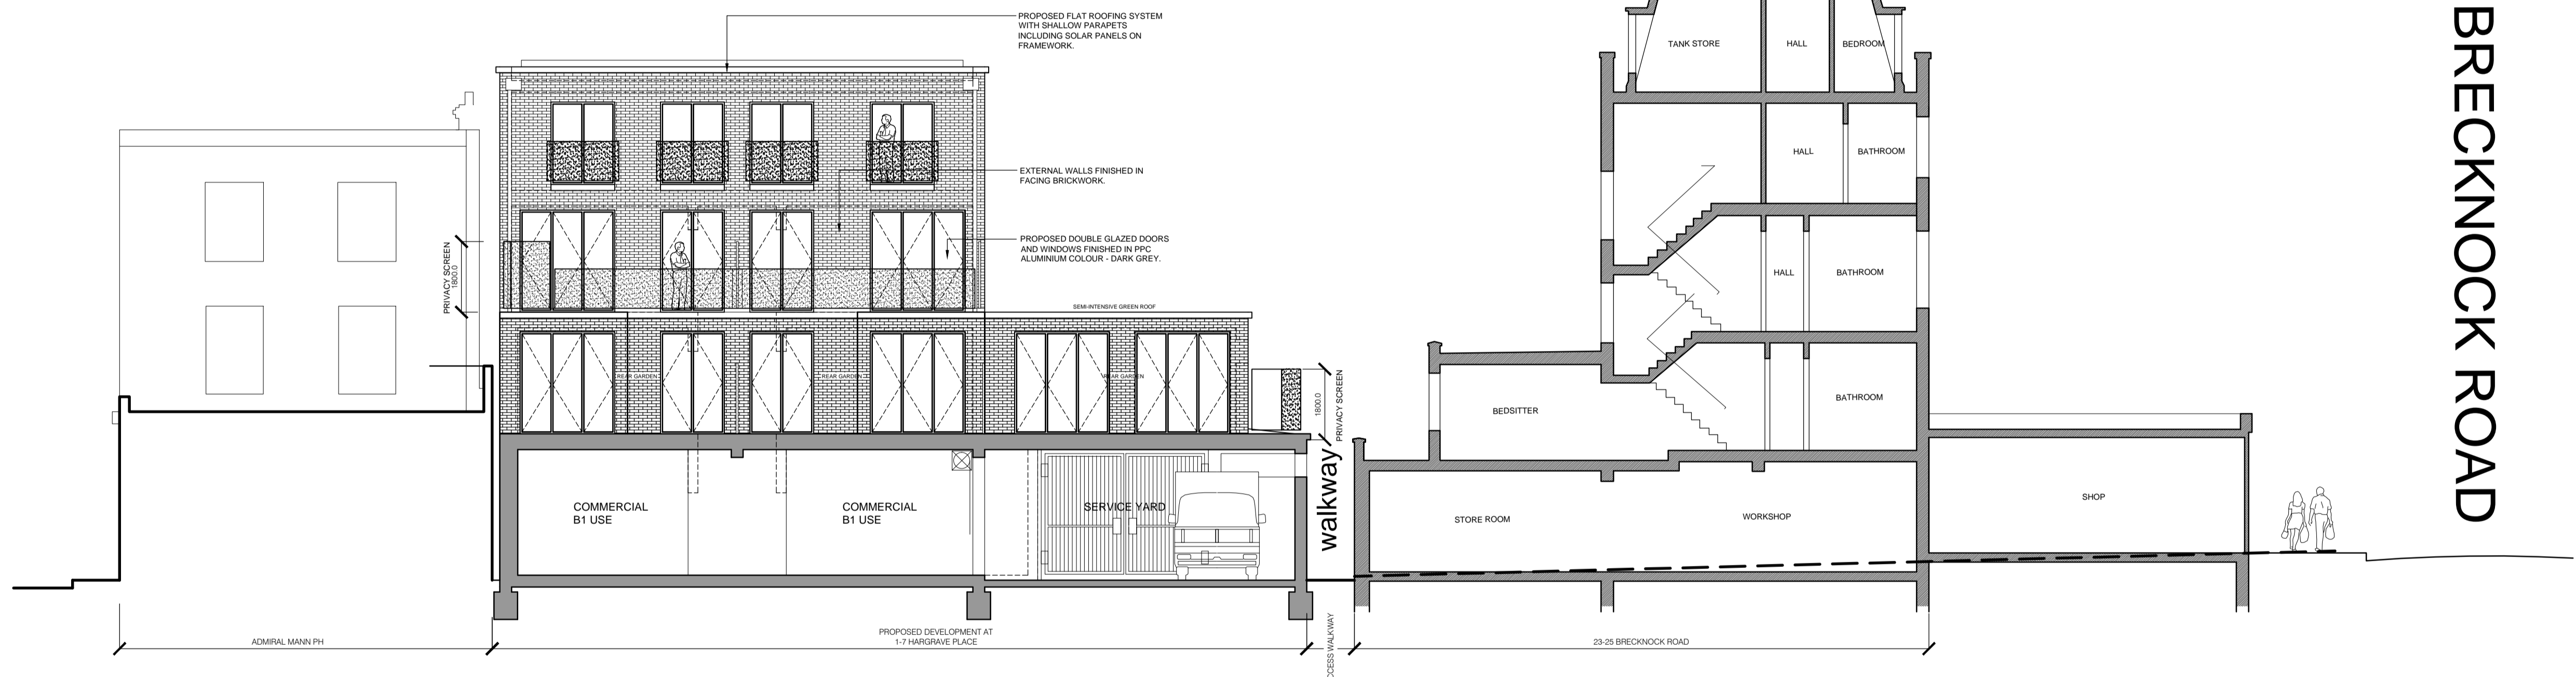 PROPOSED FLAT ROOFING SYSTEM
WITH SHALLOW PARAPETS
INCLUDING SOLAR PANELS ON
FRAMEWORK.
EXTERNAL WALLS FINISHED IN
FACING BRICKWORK.
PROPOSED DOUBLE GLAZED DOORS
AND WINDOWS FINISHED IN PPC
ALUMINIUM COLOUR - DARK GREY.
PRIVACY SCREEN
1800.0
SEMI-INTENSIVE GREEN ROOF
REAR GARDEN
REAR GARDEN
REAR GARDEN
1800.0
PRIVACY SCREEN
COMMERCIAL
B1 USE
COMMERCIAL
B1 USE
SERVICE YARD
walkway
TANK STORE
HALL
BEDROOM
HALL
BATHROOM
HALL
BATHROOM
BEDSITTER
BATHROOM
STORE ROOM
WORKSHOP
SHOP
BRECKNOCK ROAD
ADMIRAL MANN PH
PROPOSED DEVELOPMENT AT
1-7 HARGRAVE PLACE
CCESS WALKWAY
23-25 BRECKNOCK ROAD